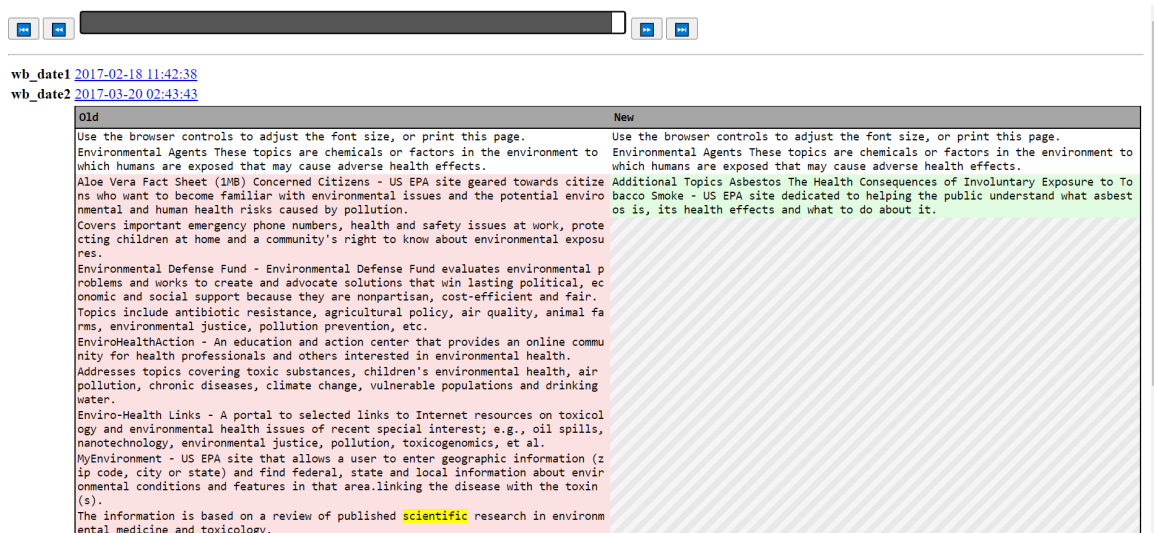 wb_date1 2017-02-18 11:42:38
wb_date2 2017-03-20 02:43:43
Old New
Use the browser controls to adjust the font size, or print this page.
Environmental Agents These topics are chemicals or factors in the environment to
which humans are exposed that may cause adverse health effects.
Aloe Vera Fact Sheet (1MB) Concerned Citizens - US EPA site geared towards citize
ns who want to become familiar with environmental issues and the potential enviro
nmental and human health risks caused by pollution.
Covers important emergency phone numbers, health and safety issues at work, prote
cting children at home and a community's right to know about environmental exposu
res.
Environmental Defense Fund - Environmental Defense Fund evaluates environmental p
roblems and works to create and advocate solutions that win lasting political, ec
onomic and social support because they are nonpartisan, cost-efficient and fair.
Topics include antibiotic resistance, agricultural policy, air quality, animal fa
rms, environmental justice, pollution prevention, etc.
EnviroHealthAction - An education and action center that provides an online commu
nity for health professionals and others interested in environmental health.
Addresses topics covering toxic substances, children's environmental health, air
pollution, chronic diseases, climate change, vulnerable populations and drinking
water.
Enviro-Health Links - A portal to selected links to Internet resources on toxicol
ogy and environmental health issues of recent special interest; e.g., oil spills,
nanotechnology, environmental justice, pollution, toxicogenomics, et al.
MyEnvironment - US EPA site that allows a user to enter geographic information (z
ip code, city or state) and find federal, state and local information about envir
onmental conditions and features in that area.linking the disease with the toxin
(s).
The information is based on a review of published scientific research in environm
ental medicine and toxicology.
Use the browser controls to adjust the font size, or print this page.
Environmental Agents These topics are chemicals or factors in the environment to
which humans are exposed that may cause adverse health effects.
Additional Topics Asbestos The Health Consequences of Involuntary Exposure to To
bacco Smoke - US EPA site dedicated to helping the public understand what asbest
os is, its health effects and what to do about it.